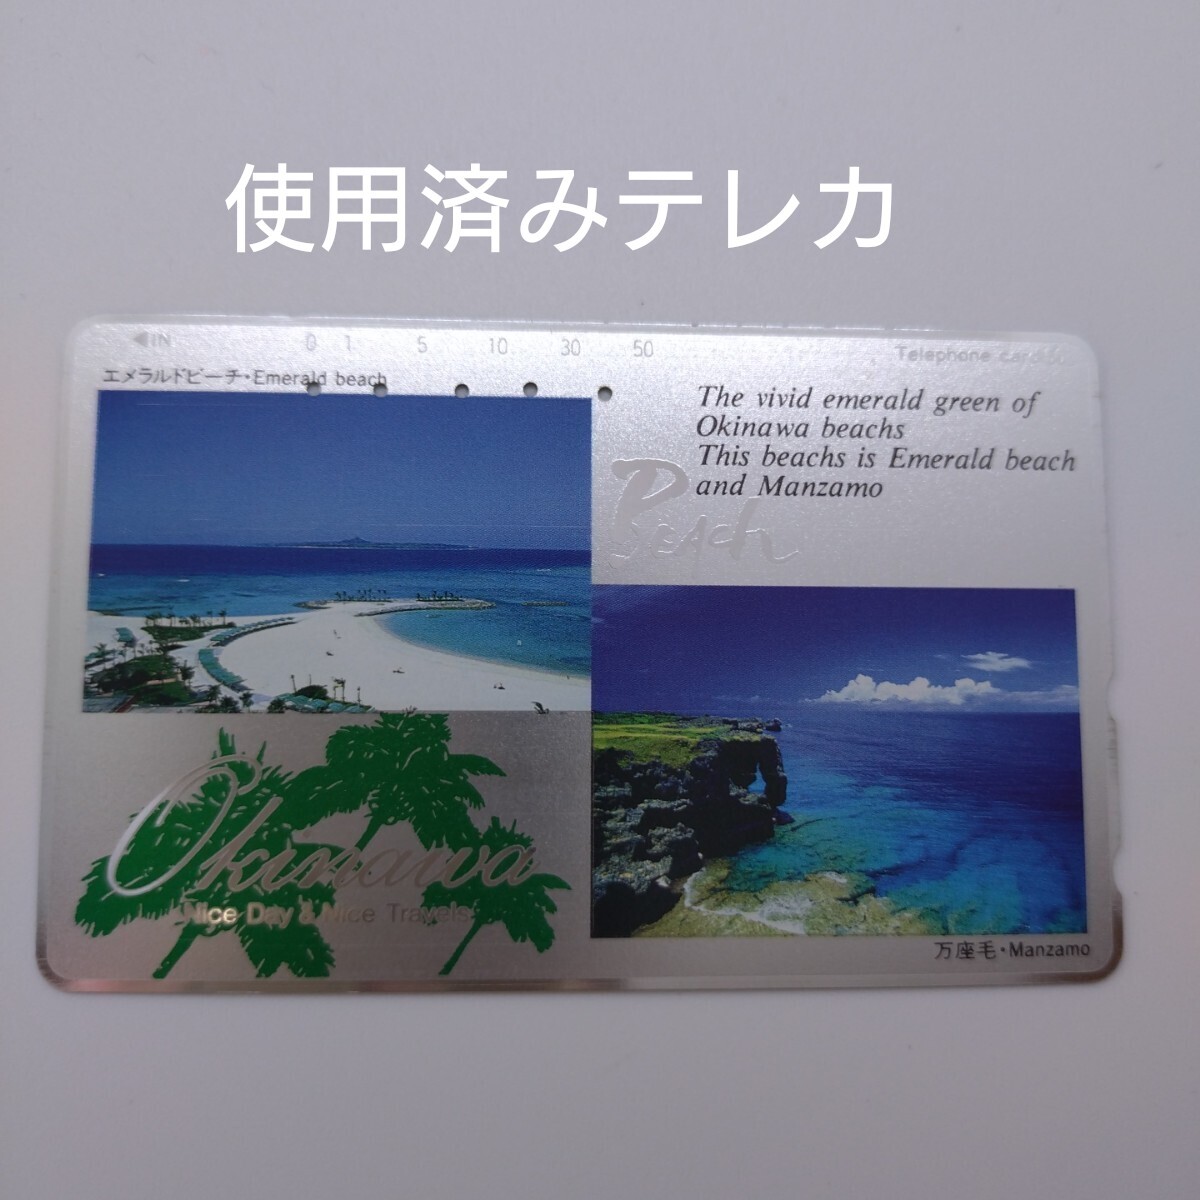 使用済みテレカ
◀IN 0 1 5 10 30 50
Telephone card 50
エメラルドビーチ・Emerald beach
The vivid emerald green of
Okinawa beachs
This beachs is Emerald beach
and Manzamo
Beach
Okinawa
Nice Day & Nice Travels
万座毛・Manzamo